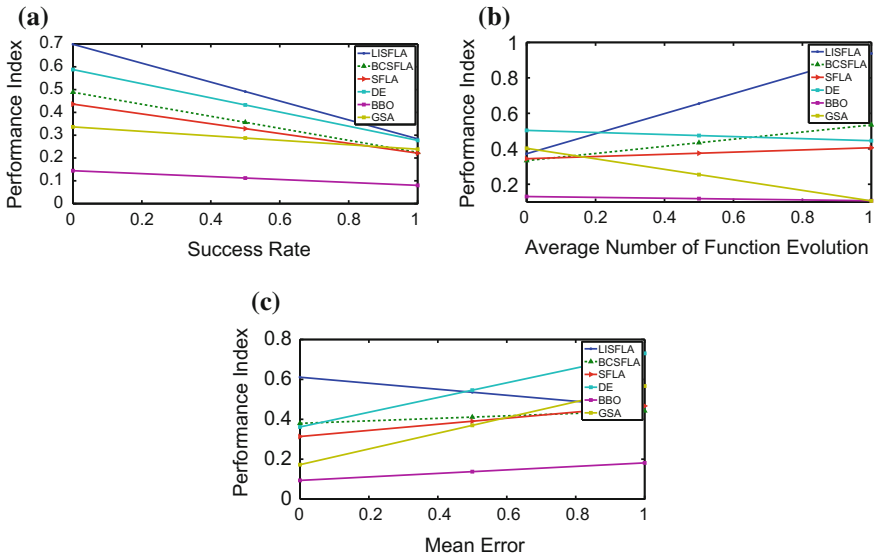 (a)
Performance Index
0.7
0.6
0.5
0.4
0.3
0.2
0.1
0
0 0.2 0.4 0.6 0.8 1
Success Rate
LISFLA
BCSFLA
SFLA
DE
BBO
GSA
(b)
Performance Index
1
0.8
0.6
0.4
0.2
0 0.2 0.4 0.6 0.8 1
Average Number of Function Evolution
LISFLA
BCSFLA
SFLA
DE
BBO
GSA
(c)
Performance Index
0.8
0.6
0.4
0.2
0
0 0.2 0.4 0.6 0.8 1
Mean Error
LISFLA
BCSFLA
SFLA
DE
BBO
GSA